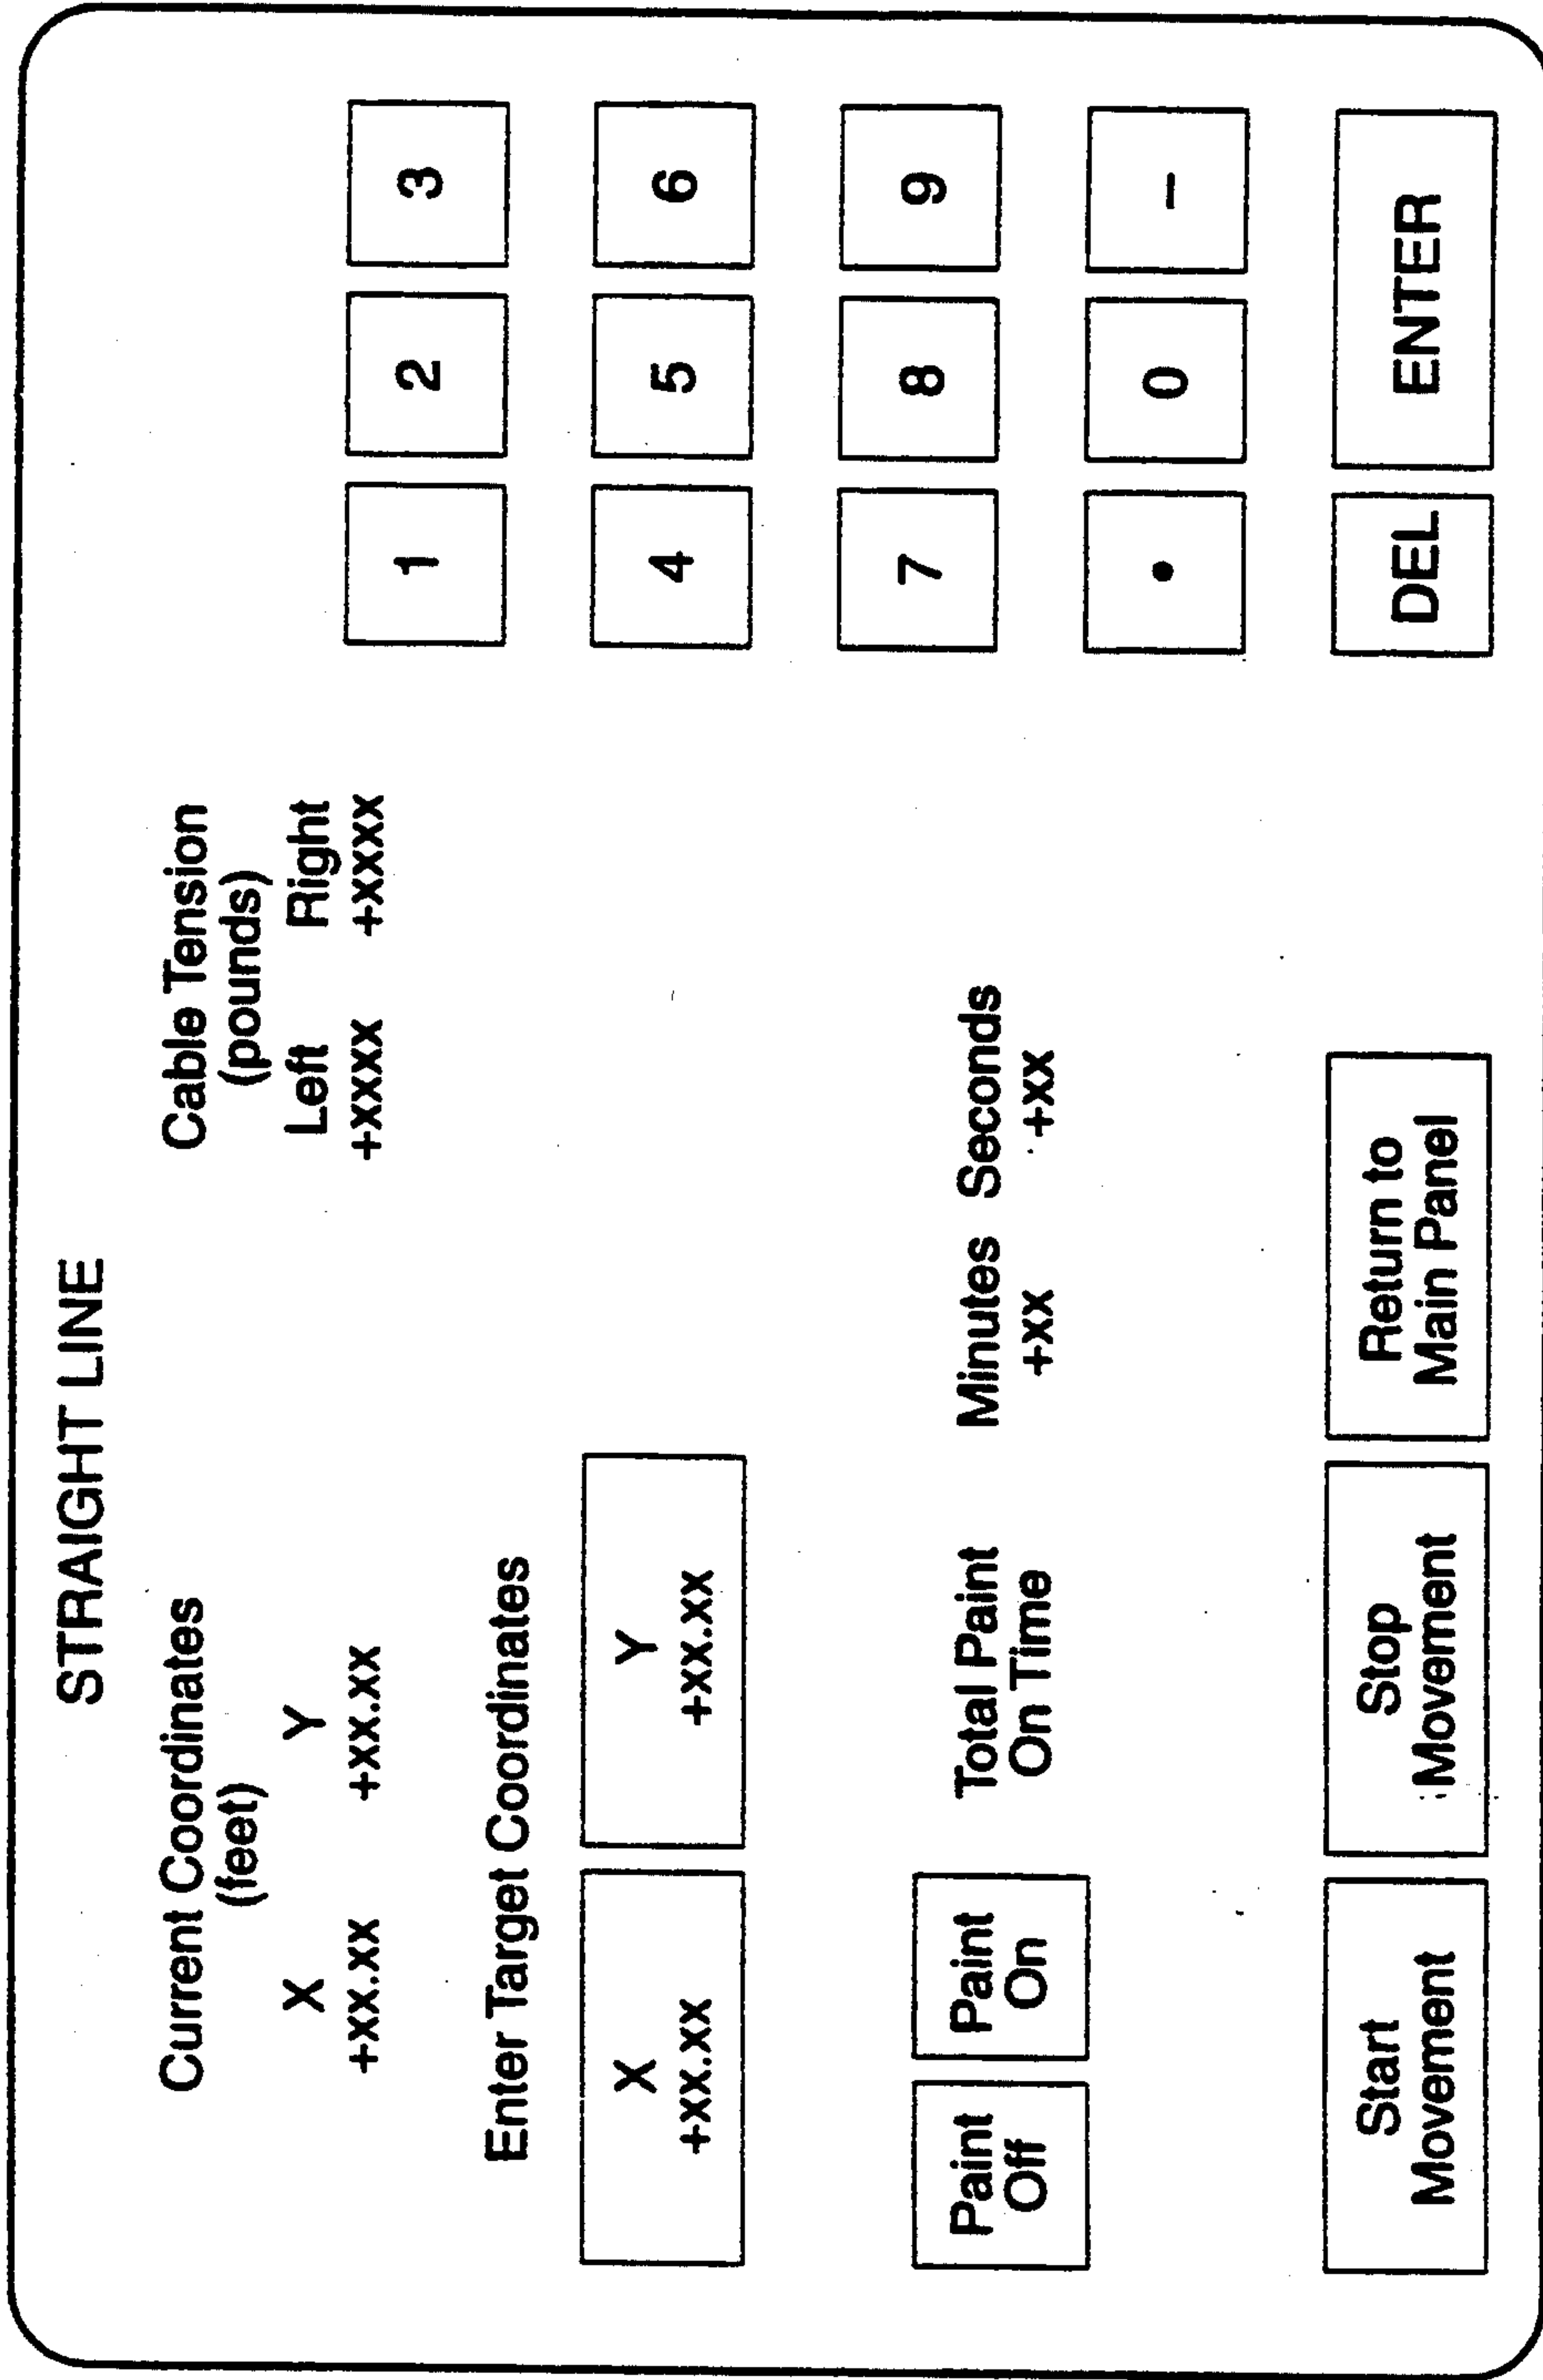 STRAIGHT LINE
Current Coordinates
(feet)
X Y
+xx.xx +xx.xx
Cable Tension
(pounds)
Left Right
+xxxx +xxxx
Enter Target Coordinates
X
+xx.xx
Y
+xx.xx
Paint
Off
Paint
On
Total Paint
On Time
Minutes Seconds
+xx +xx
Start
Movement
Stop
Movement
Return to
Main Panel
1 2 3
4 5 6
7 8 9
• 0 –
DEL ENTER